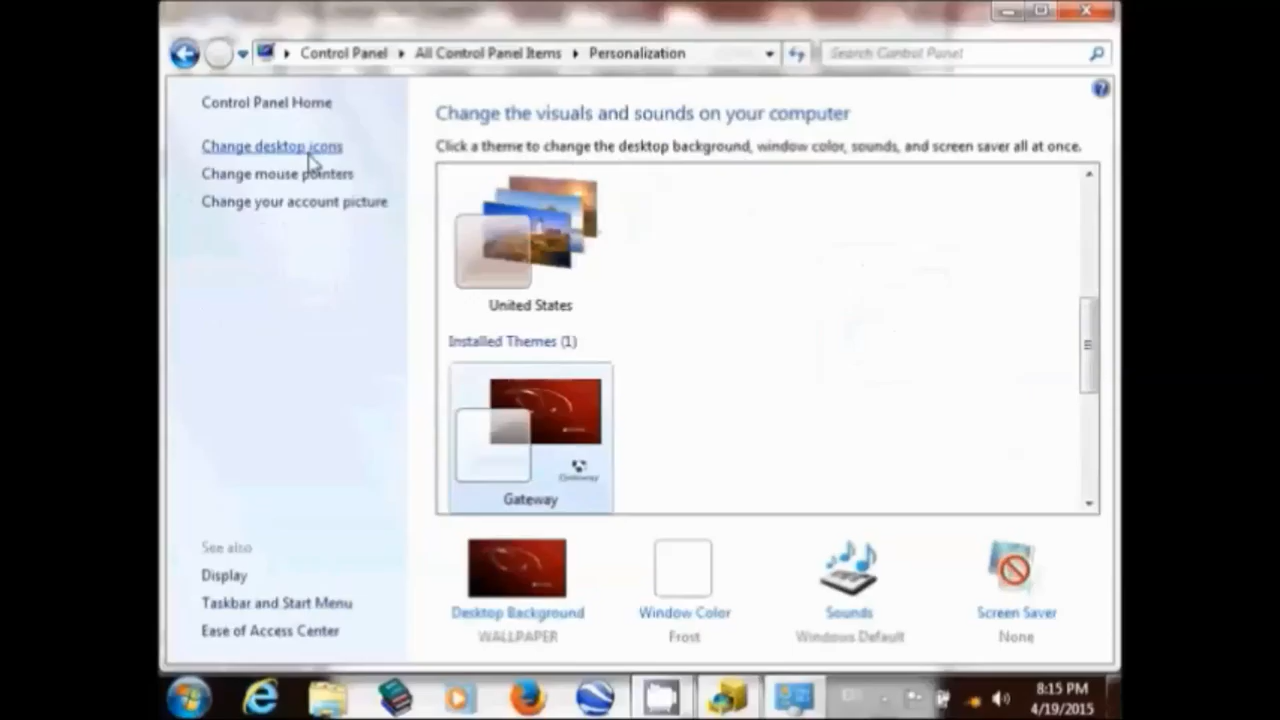 Control Panel
All Control Panel Items
Personalization
Search Control Panel
Control Panel Home
Change desktop icons
Change mouse pointers
Change your account picture
See also
Display
Taskbar and Start Menu
Ease of Access Center
Change the visuals and sounds on your computer
Click a theme to change the desktop background, window color, sounds, and screen saver all at once.
United States
Installed Themes (1)
Gateway
Gateway
Desktop Background
WALLPAPER
Window Color
Frost
Sounds
Windows Default
Screen Saver
None
8:15 PM
4/19/2015